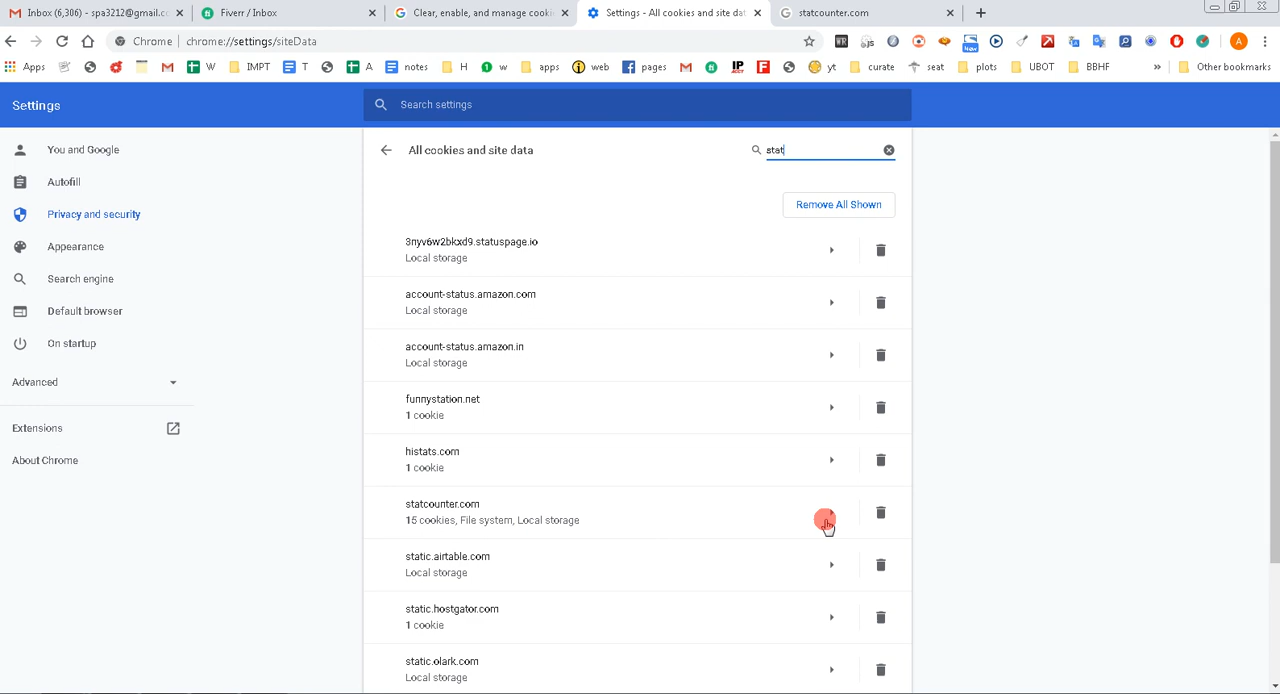 Inbox (6,386) - spa3212@gmail.co
Fiverr / Inbox
Clear, enable, and manage cooki
Settings - All cookies and site dat
statcounter.com
Chrome
chrome://settings/siteData
Apps
W
IMPT
T
A
notes
H
w
apps
web
pages
yt
curate
seat
plots
UBOT
BBHF
»
Other bookmarks
Settings
Search settings
You and Google
Autofill
Privacy and security
Appearance
Search engine
Default browser
On startup
Advanced
Extensions
About Chrome
All cookies and site data
stat
Remove All Shown
3nyv6w2bkxd9.statuspage.io
Local storage
account-status.amazon.com
Local storage
account-status.amazon.in
Local storage
funnystation.net
1 cookie
histats.com
1 cookie
statcounter.com
15 cookies, File system, Local storage
static.airtable.com
Local storage
static.hostgator.com
1 cookie
static.olark.com
Local storage